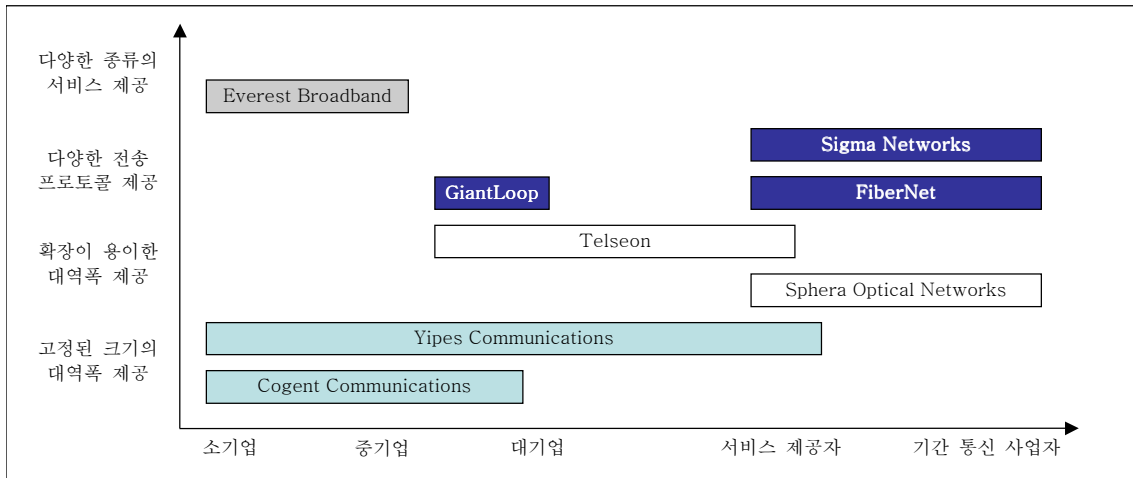 다양한 종류의
서비스 제공
Everest Broadband
Sigma Networks
다양한 전송
프로토콜 제공
GiantLoop
FiberNet
Telseon
확장이 용이한
대역폭 제공
Sphera Optical Networks
Yipes Communications
고정된 크기의
대역폭 제공
Cogent Communications
소기업
중기업
대기업
서비스 제공자
기간 통신 사업자